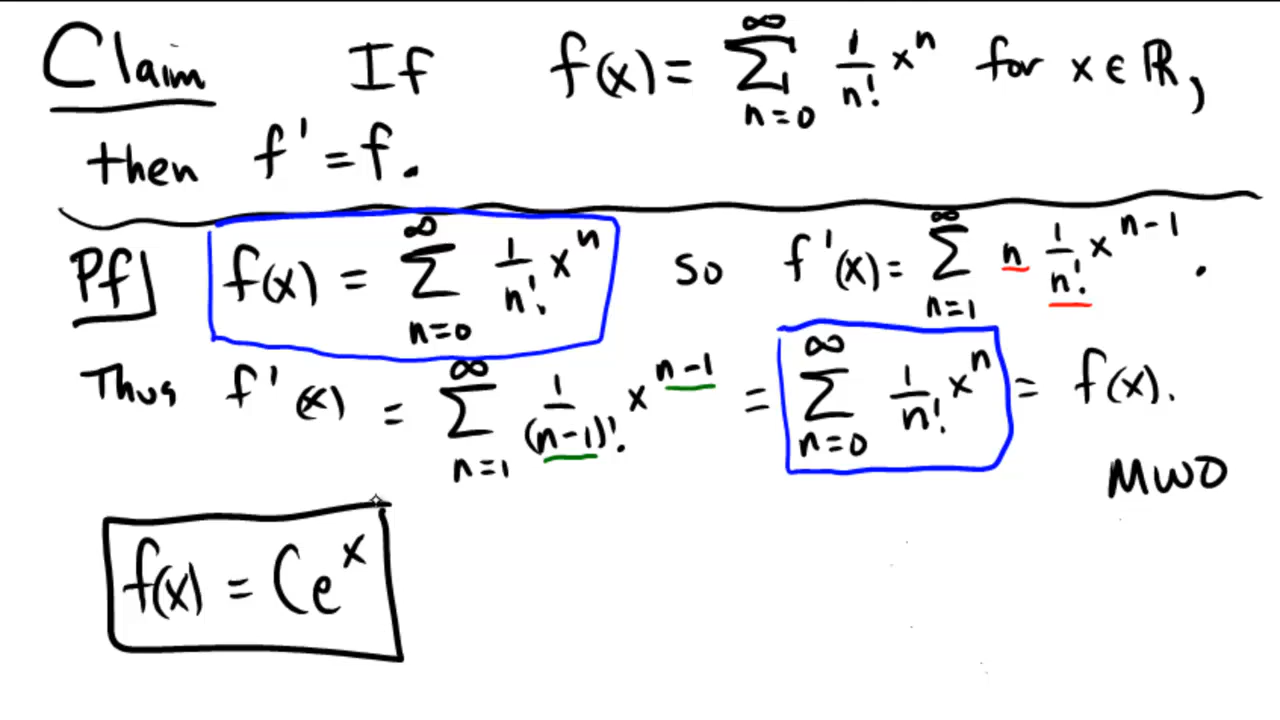 Claim If f(x) = ∑_{n=0}^{∞} 1/n! x^n for x ∈ ℝ,
then f' = f.
Pf] f(x) = ∑_{n=0}^{∞} 1/n! x^n so f'(x) = ∑_{n=1}^{∞} n 1/n! x^{n-1}.
Thus f'(x) = ∑_{n=1}^{∞} 1/(n-1)! x^{n-1} = ∑_{n=0}^{∞} 1/n! x^n = f(x).
MWO
f(x) = Ce^x